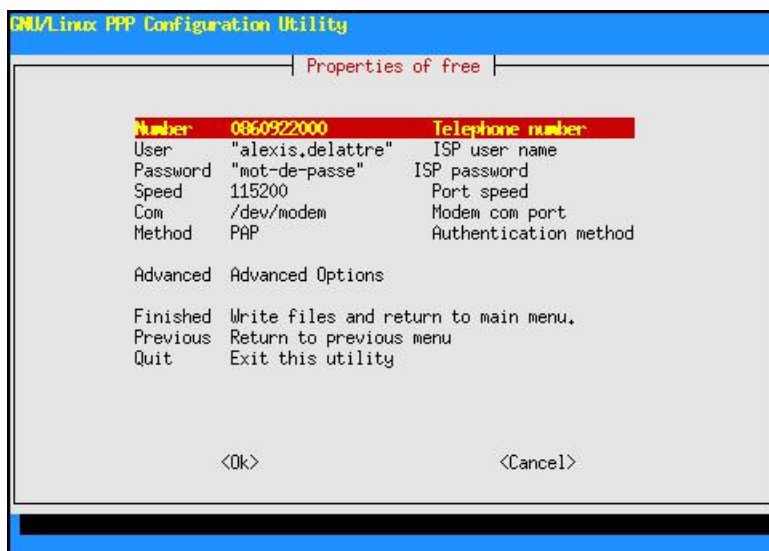 GNU/Linux PPP Configuration Utility
Properties of free
Number 0860922000 Telephone number
User "alexis.delattre" ISP user name
Password "mot-de-passe" ISP password
Speed 115200 Port speed
Com /dev/modem Modem com port
Method PAP Authentication method
Advanced Advanced Options
Finished Write files and return to main menu.
Previous Return to previous menu
Quit Exit this utility
<Ok> <Cancel>